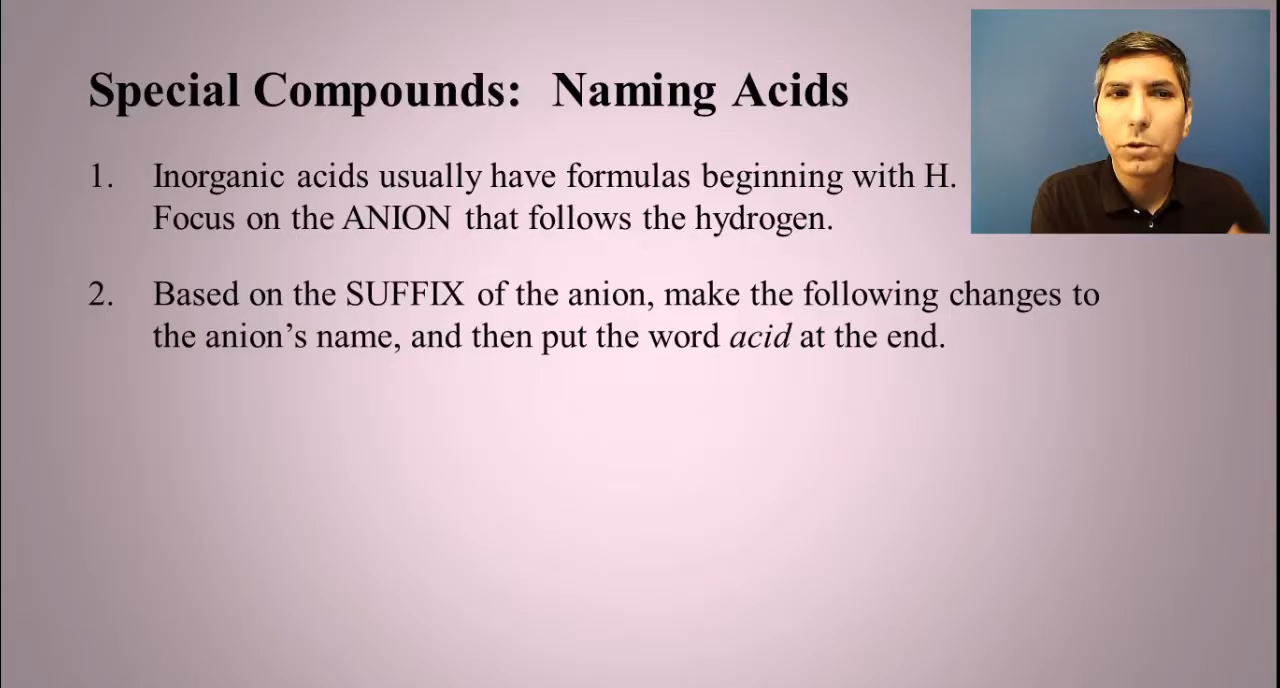 Special Compounds: Naming Acids
1. Inorganic acids usually have formulas beginning with H.
Focus on the ANION that follows the hydrogen.
2. Based on the SUFFIX of the anion, make the following changes to
the anion’s name, and then put the word acid at the end.